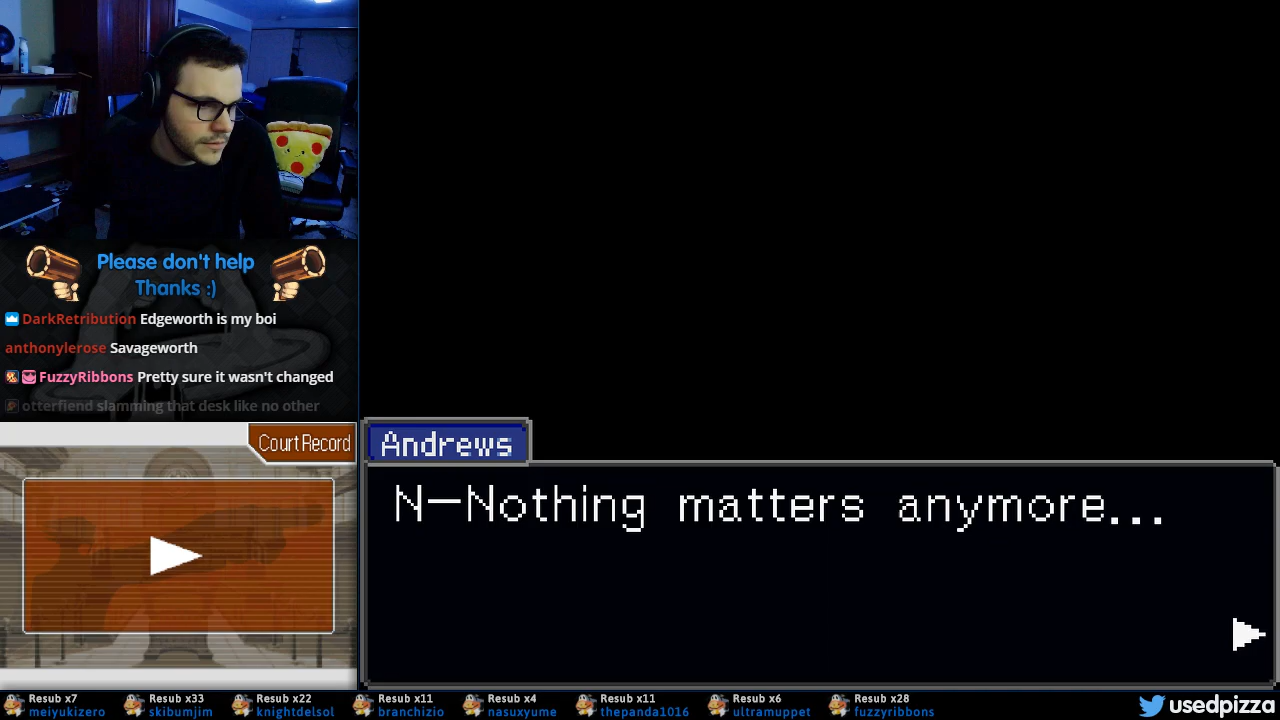 Please don't help
Thanks :)
DarkRetribution Edgeworth is my boi
anthonylerose Savageworth
FuzzyRibbons Pretty sure it wasn't changed
otterfiend slamming that desk like no other
Court Record
Andrews
N—Nothing matters anymore...
Resub x7
meiyukizero
Resub x33
skibumjim
Resub x22
knightdelsol
Resub x11
branchizio
Resub x4
nasuxyume
Resub x11
thepanda1016
Resub x6
ultramuppet
Resub x28
fuzzyribbons
usedpizza